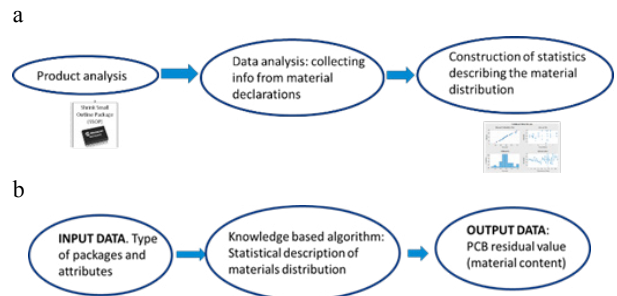 a
Product analysis
Data analysis: collecting
info from material
declarations
Construction of statistics
describing the material
distribution
Shrink Small
Outline Package
(SSOP)
b
INPUT DATA. Type
of packages and
attributes
Knowledge based algorithm:
Statistical description of
materials distribution
OUTPUT DATA:
PCB residual value
(material content)